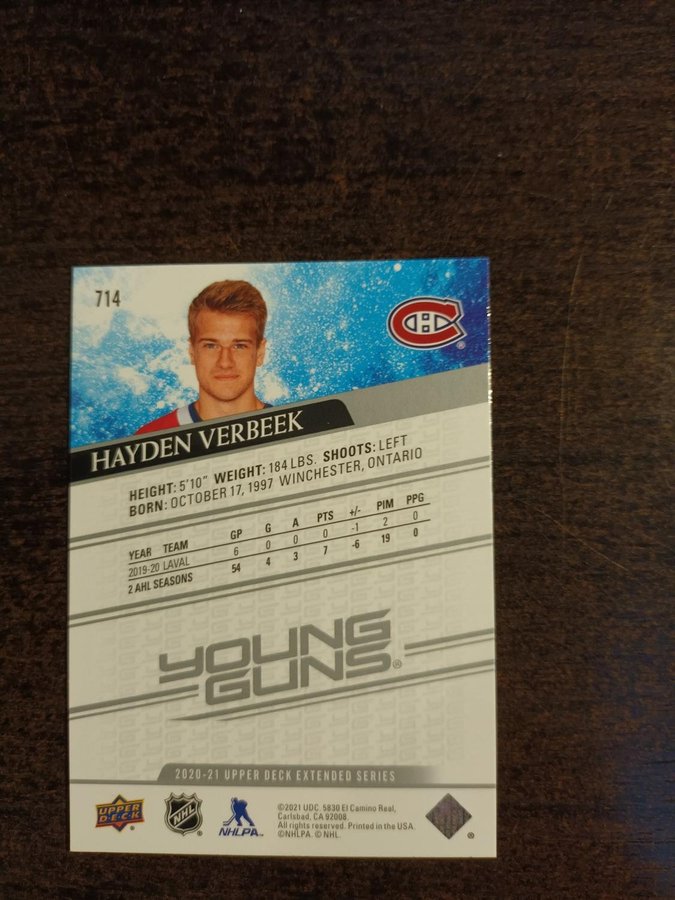 714
HAYDEN VERBEEK
HEIGHT: 5'10" WEIGHT: 184 LBS. SHOOTS: LEFT
BORN: OCTOBER 17, 1997 WINCHESTER, ONTARIO
YEAR TEAM GP G A PTS +/- PIM PPG
2019-20 LAVAL 6 0 0 0 -1 2 0
2 AHL SEASONS 54 4 3 7 -6 19 0
YOUNG
GUNS®
2020-21 UPPER DECK EXTENDED SERIES
UPPER
D·E·C·K
NHL
NHLPA
©2021 UDC. 5830 El Camino Real,
Carlsbad, CA 92008.
All rights reserved. Printed in the USA.
©NHLPA. © NHL.